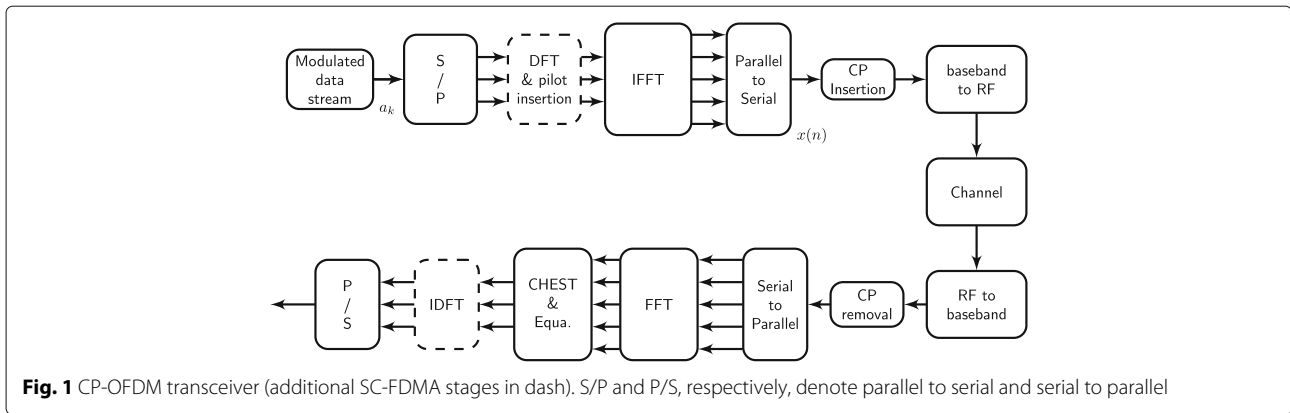 Modulated
data
stream
a_k
S
/
P
DFT
& pilot
insertion
IFFT
Parallel
to
Serial
x(n)
CP
Insertion
baseband
to RF
Channel
RF to
baseband
CP
removal
Serial
to
Parallel
FFT
CHEST
&
Equa.
IDFT
P
/
S
Fig. 1 CP-OFDM transceiver (additional SC-FDMA stages in dash). S/P and P/S, respectively, denote parallel to serial and serial to parallel